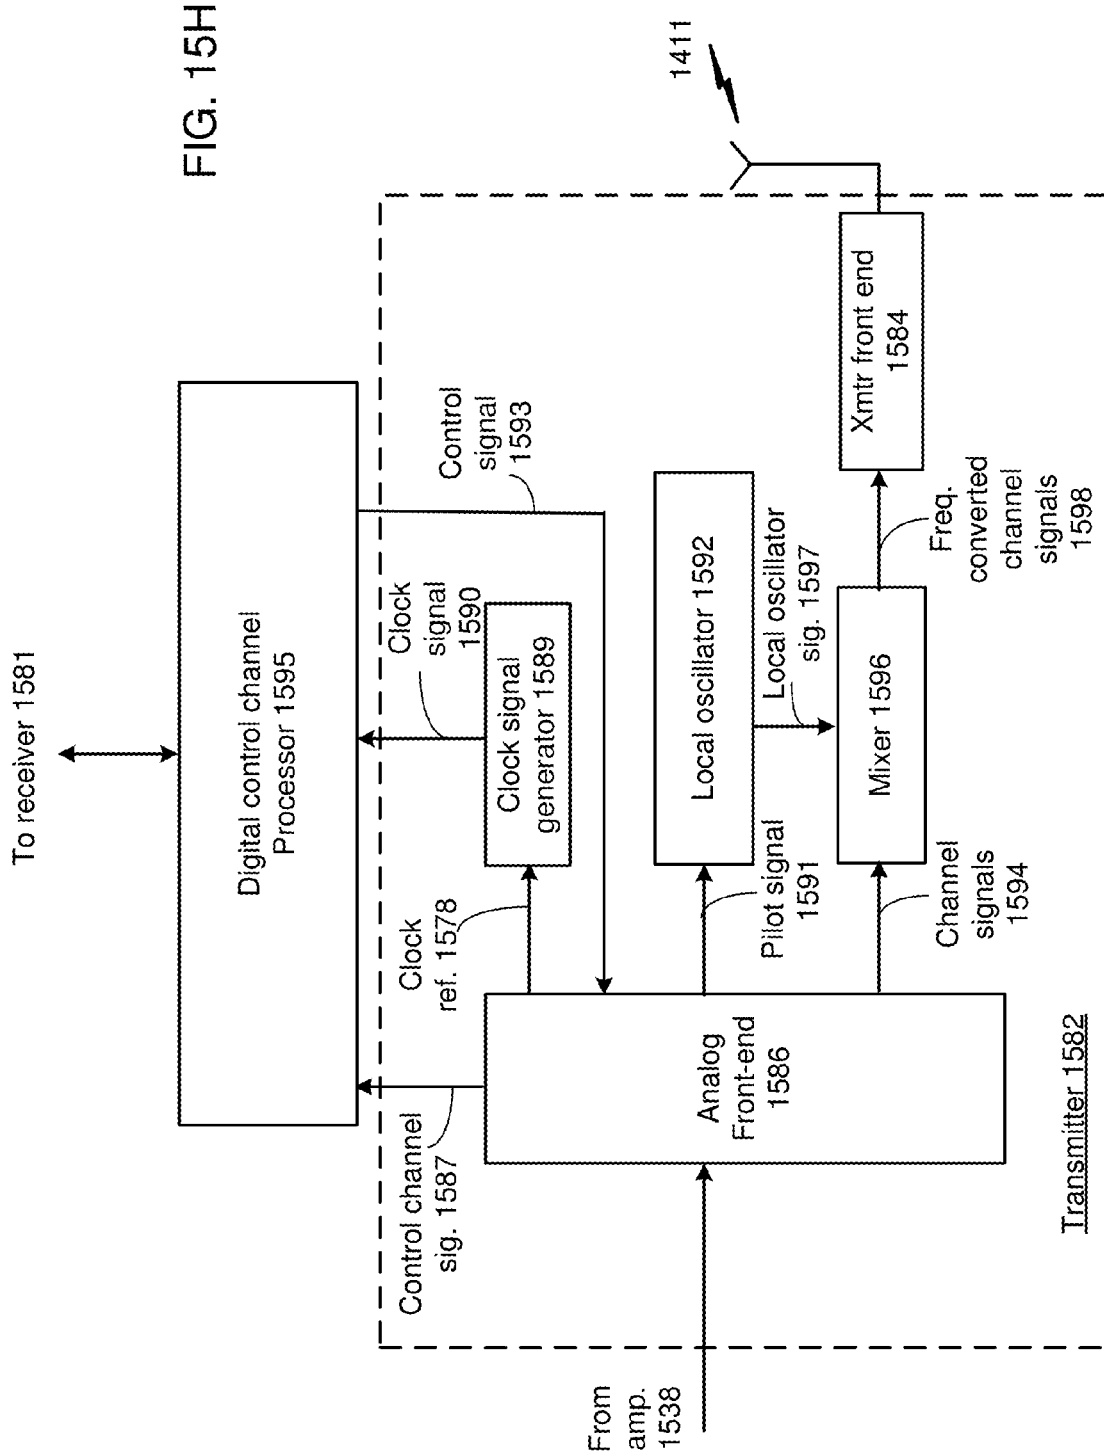 FIG. 15H
To receiver 1581
Digital control channel
Processor 1595
Control channel
sig. 1587
Clock
ref. 1578
Clock
signal
1590
Control
signal
1593
Clock signal
generator 1589
From
amp.
1538
Analog
Front-end
1586
Pilot signal
1591
Local oscillator 1592
Local oscillator
sig. 1597
Channel
signals
1594
Mixer 1596
Freq.
converted
channel
signals
1598
Xmtr front end
1584
1411
Transmitter 1582